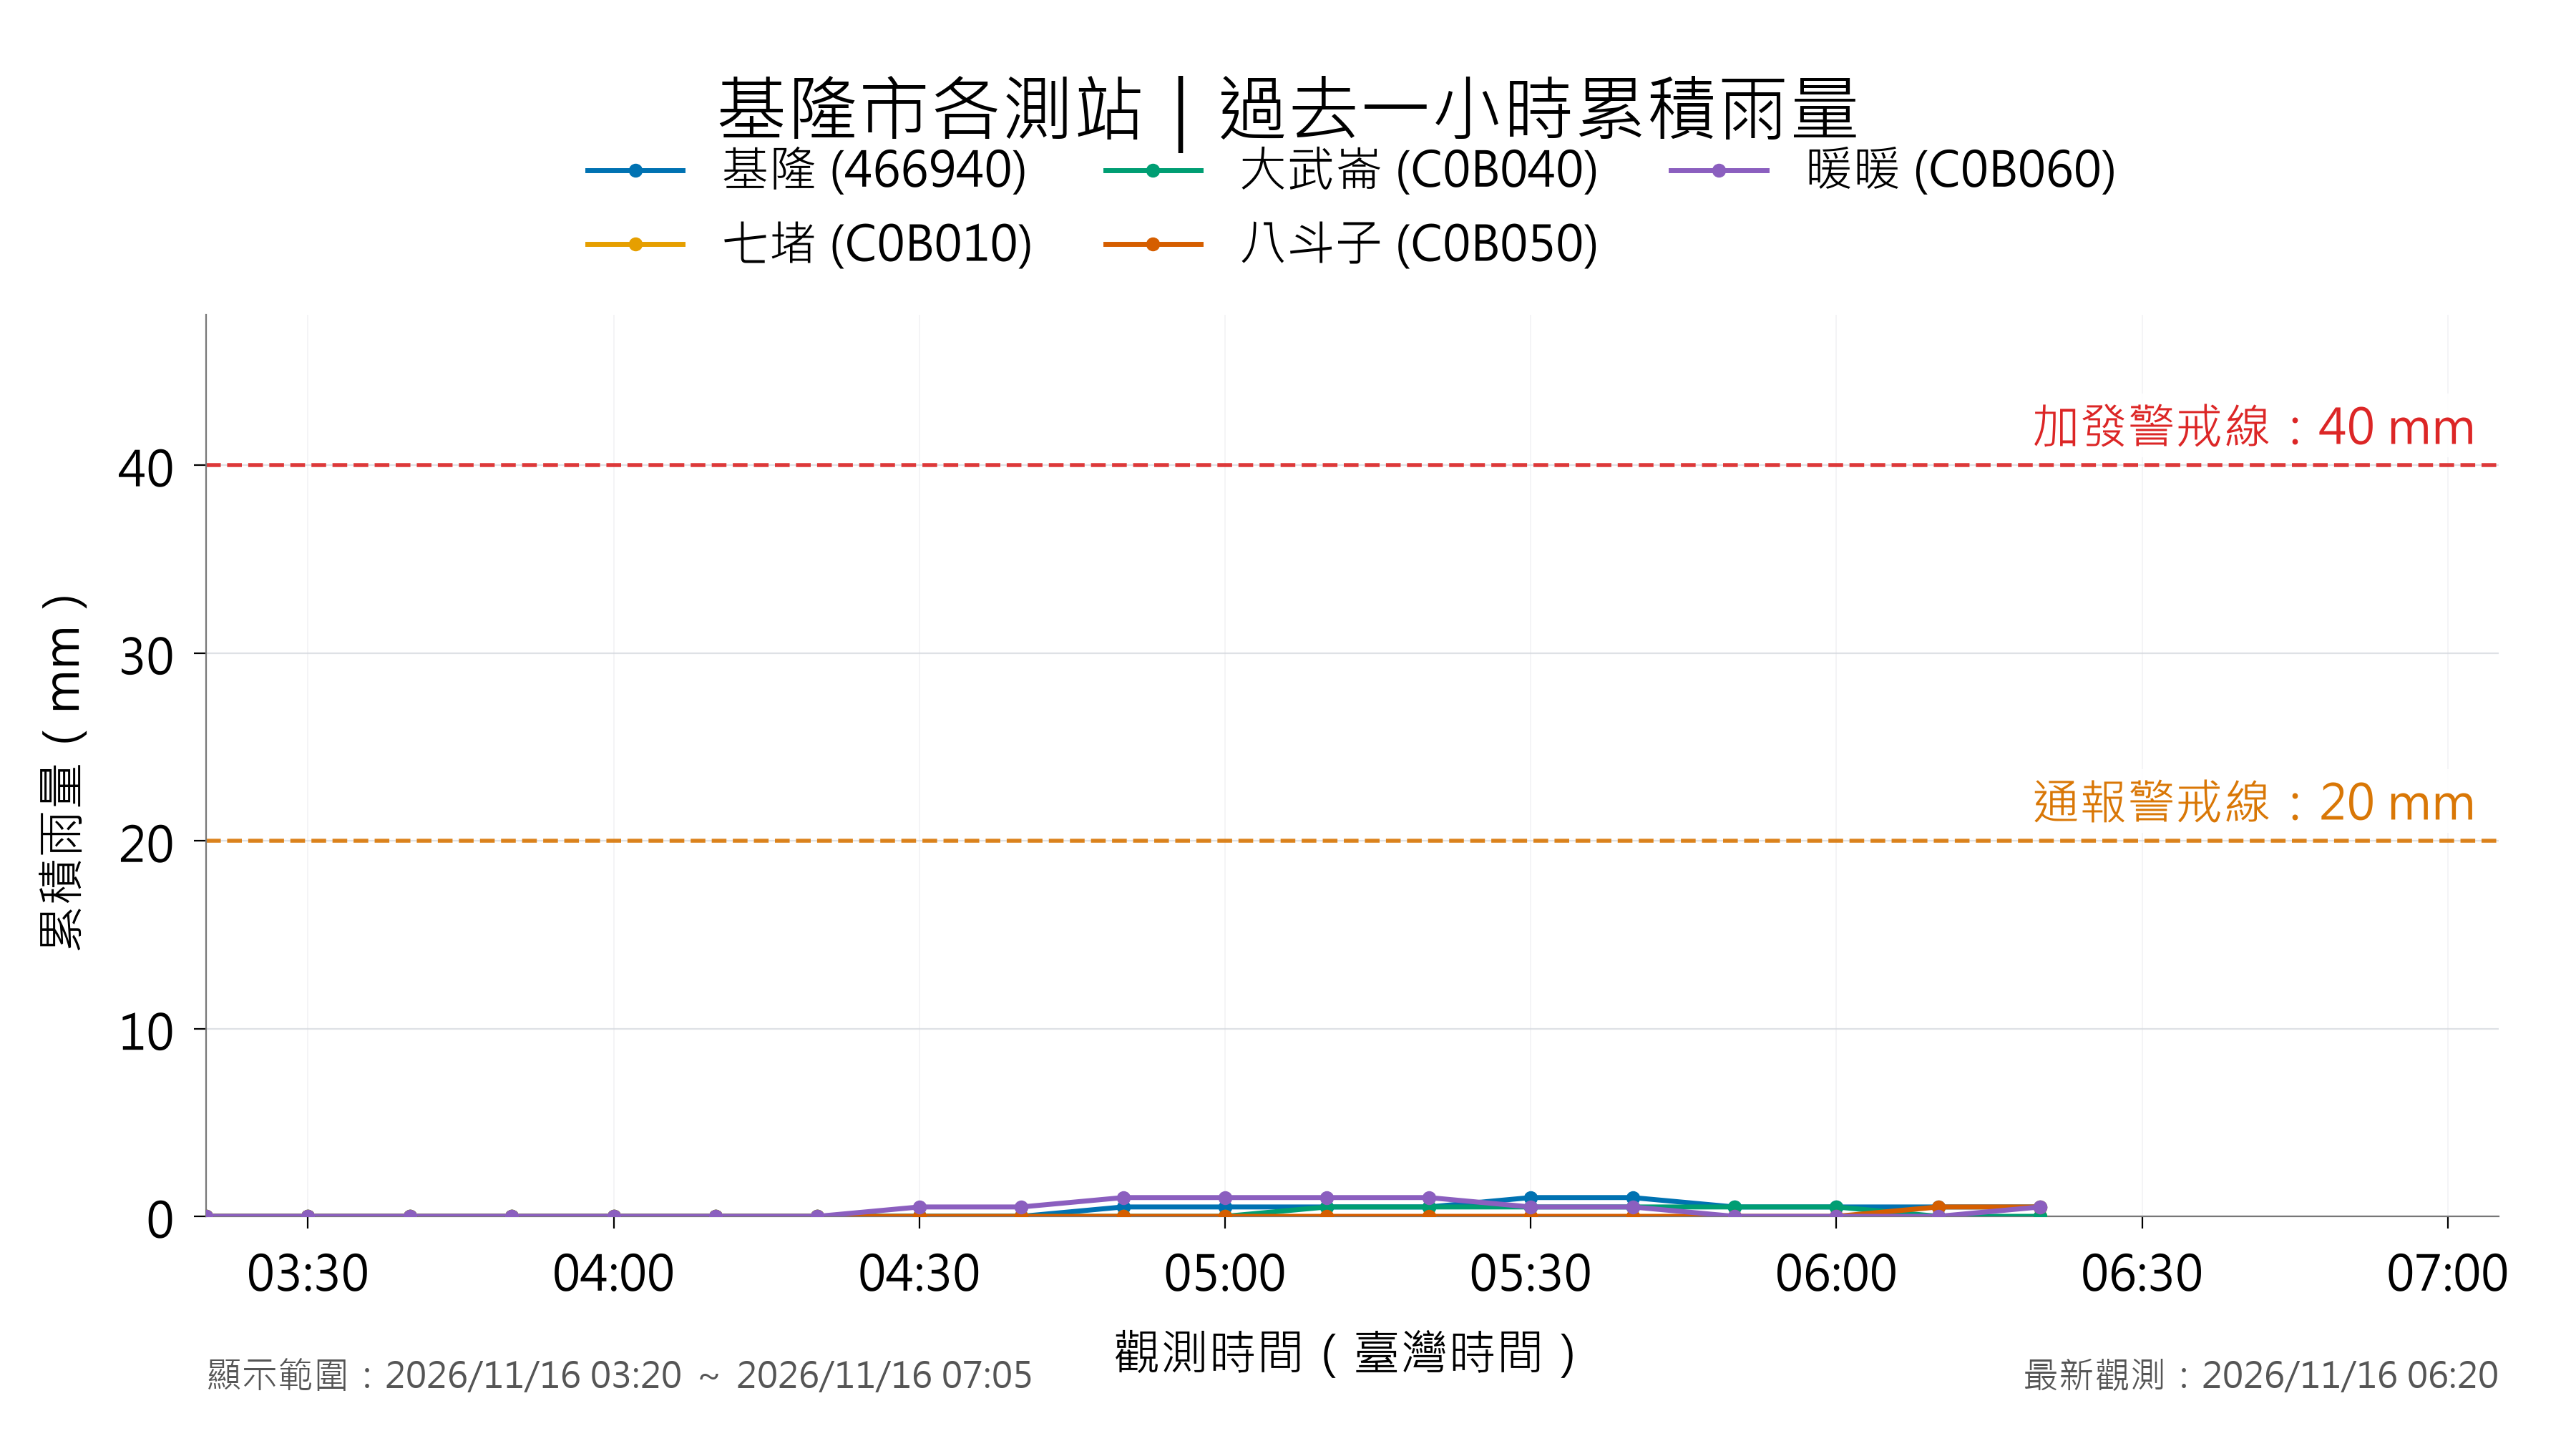 基隆市各測站｜過去一小時累積雨量
基隆 (466940)
大武崙 (C0B040)
暖暖 (C0B060)
七堵 (C0B010)
八斗子 (C0B050)
累積雨量（mm）
40
30
20
10
0
加發警戒線：40 mm
通報警戒線：20 mm
03:30
04:00
04:30
05:00
05:30
06:00
06:30
07:00
觀測時間（臺灣時間）
顯示範圍：2026/11/16 03:20 ~ 2026/11/16 07:05
最新觀測：2026/11/16 06:20